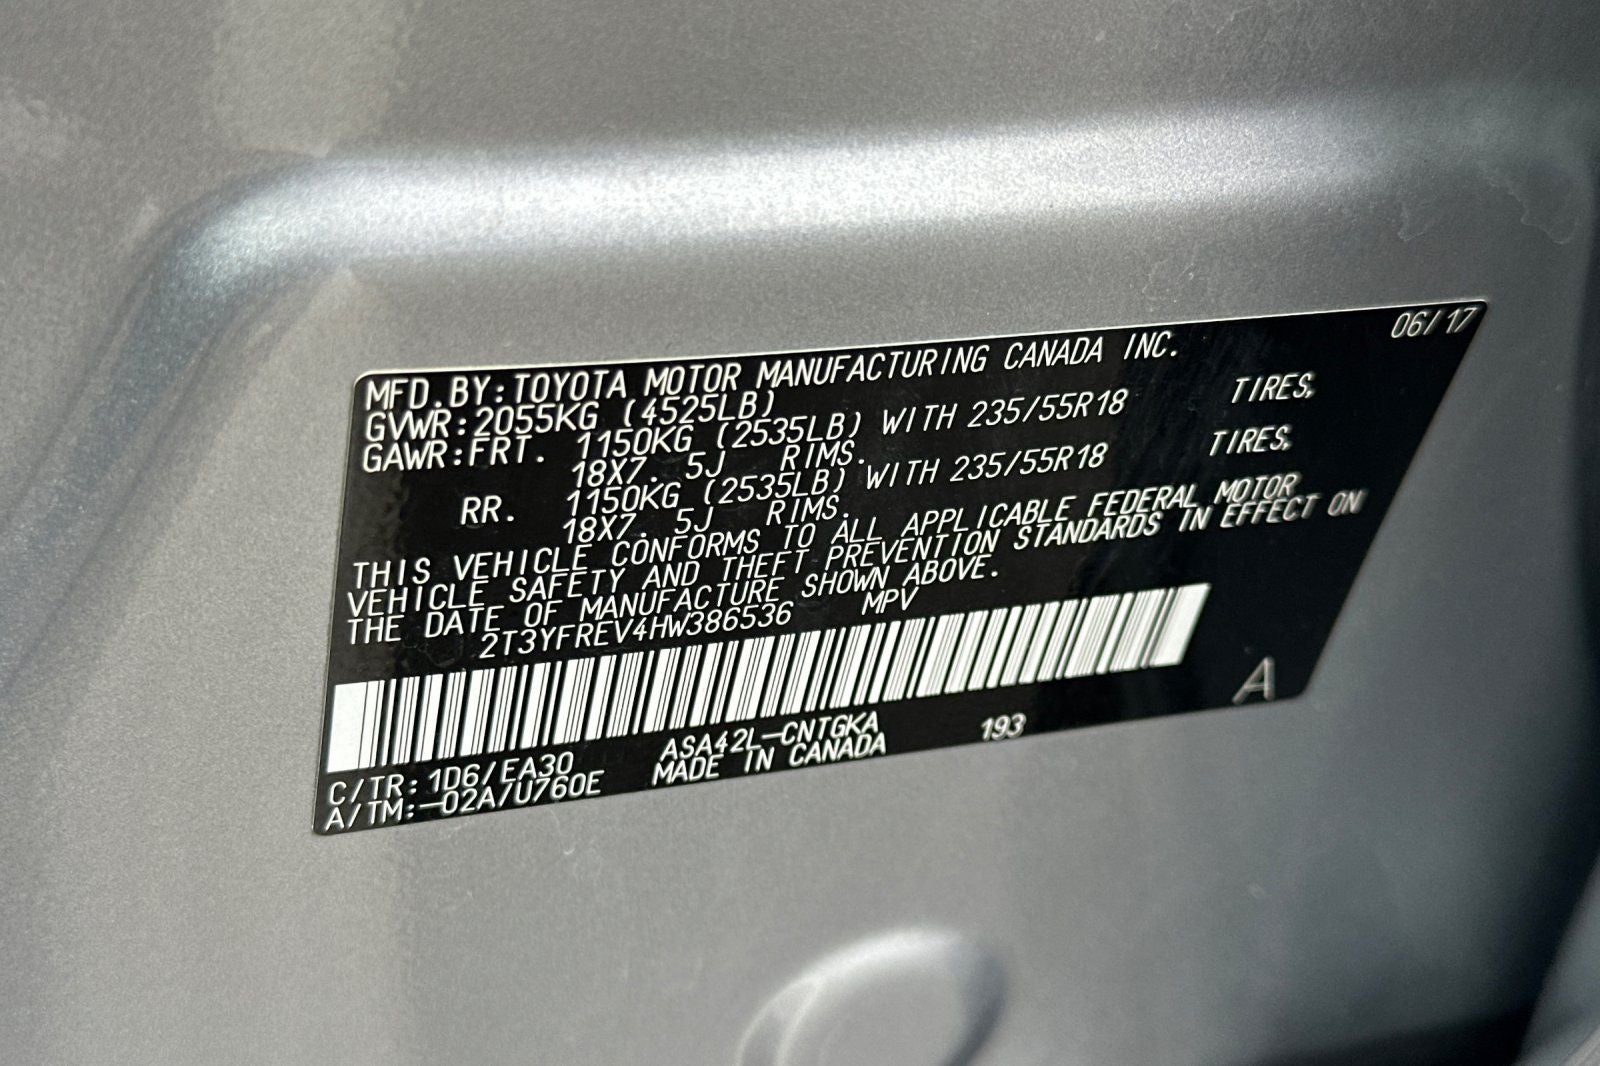 06/17
MFD.BY:TOYOTA MOTOR MANUFACTURING CANADA INC.
GVWR:2055KG (4525LB)
GAWR:FRT. 1150KG (2535LB) WITH 235/55R18 TIRES,
18X7. 5J RIMS.
RR. 1150KG (2535LB) WITH 235/55R18 TIRES,
18X7. 5J RIMS.
THIS VEHICLE CONFORMS TO ALL APPLICABLE FEDERAL MOTOR
VEHICLE SAFETY AND THEFT PREVENTION STANDARDS IN EFFECT ON
THE DATE OF MANUFACTURE SHOWN ABOVE.
2T3YFREV4HW386536 MPV
A
C/TR:1D6/EA30 ASA42L-CNTGKA 193
A/TM:-02A/U760E MADE IN CANADA